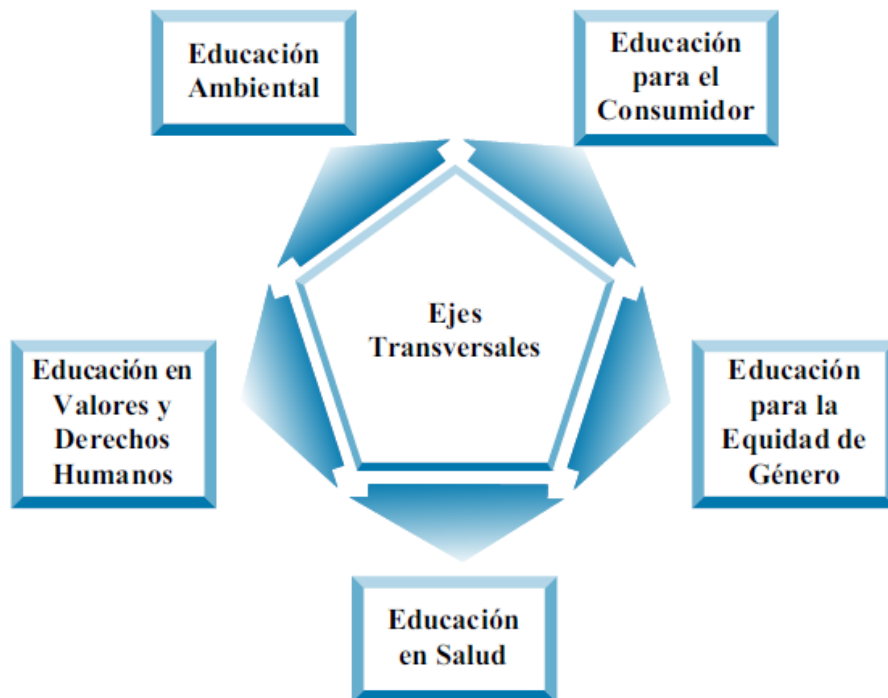 Educación
Ambiental
Educación
para el
Consumidor
Ejes
Transversales
Educación en
Valores y
Derechos
Humanos
Educación
para la
Equidad de
Género
Educación
en Salud